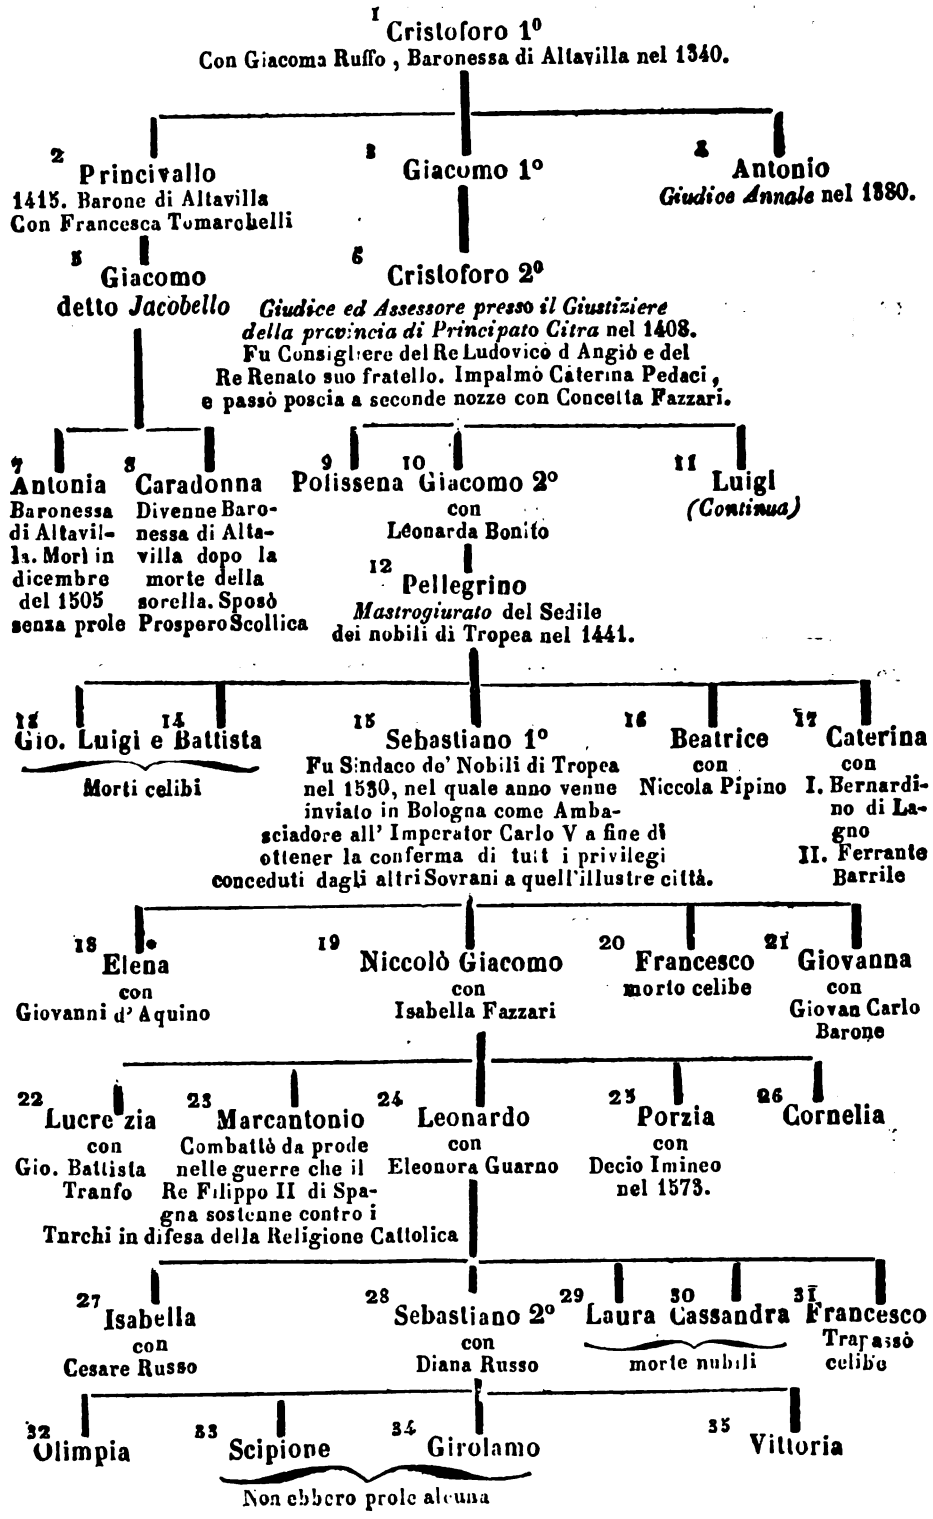 1
Cristoforo 1º
Con Giacoma Ruffo, Baronessa di Altavilla nel 1340.
2
Princivallo
1415. Barone di Altavilla
Con Francesca Tomarchelli
3
Giacomo 1º
4
Antonio
Giudice Annale nel 1380.
5
Giacomo
detto Jacobello
6
Cristoforo 2º
Giudice ed Assessore presso il Giustiziere
della provincia di Principato Citra nel 1408.
Fu Consigliere del Re Ludovico d Angiò e del
Re Renato suo fratello. Impalmò Caterina Pedaci,
e passò poscia a seconde nozze con Concetta Fazzari.
7
Antonia
Baronessa
di Altavil-
la. Morì in
dicembre
del 1505
senza prole
8
Caradonna
Divenne Baro-
nessa di Alta-
villa dopo la
morte della
sorella. Sposò
Prospero Scollica
9
Polissena
10
Giacomo 2º
con
Leonarda Bonito
11
Luigi
(Continua)
12
Pellegrino
Mastrogiurato del Sedile
dei nobili di Tropea nel 1441.
13 14
Gio. Luigi e Battista
Morti celibi
15
Sebastiano 1º
Fu Sindaco de' Nobili di Tropea
nel 1530, nel quale anno venne
inviato in Bologna come Amba-
sciadore all' Imperator Carlo V a fine di
ottener la conferma di tutt i privilegi
conceduti dagli altri Sovrani a quell'illustre città.
16
Beatrice
con
Niccola Pipino
17
Caterina
con
I. Bernardi-
no di La-
gno
II. Ferrante
Barrile
18
Elena
con
Giovanni d' Aquino
19
Niccolò Giacomo
con
Isabella Fazzari
20
Francesco
morto celibe
21
Giovanna
con
Giovan Carlo
Barone
22
Lucrezia
con
Gio. Battista
Tranfo
23
Marcantonio
Combattè da prode
nelle guerre che il
Re Filippo II di Spa-
gna sostenne contro i
Turchi in difesa della Religione Cattolica
24
Leonardo
con
Eleonora Guarno
25
Porzia
con
Decio Imineo
nel 1573.
26
Cornelia
27
Isabella
con
Cesare Russo
28
Sebastiano 2º
con
Diana Russo
29 30
Laura Cassandra
morte nubili
31
Francesco
Trapassò
celibe
32
Olimpia
33
Scipione
34
Girolamo
Non ebbero prole alcuna
35
Vittoria